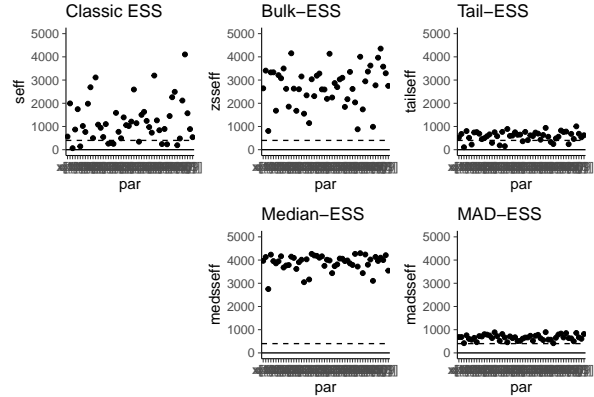 Classic ESS
Bulk−ESS
Tail−ESS
5000
4000
3000
2000
1000
0
seff
par
5000
4000
3000
2000
1000
0
zsseff
par
5000
4000
3000
2000
1000
0
tailseff
par
Median−ESS
MAD−ESS
5000
4000
3000
2000
1000
0
medsseff
par
5000
4000
3000
2000
1000
0
madsseff
par